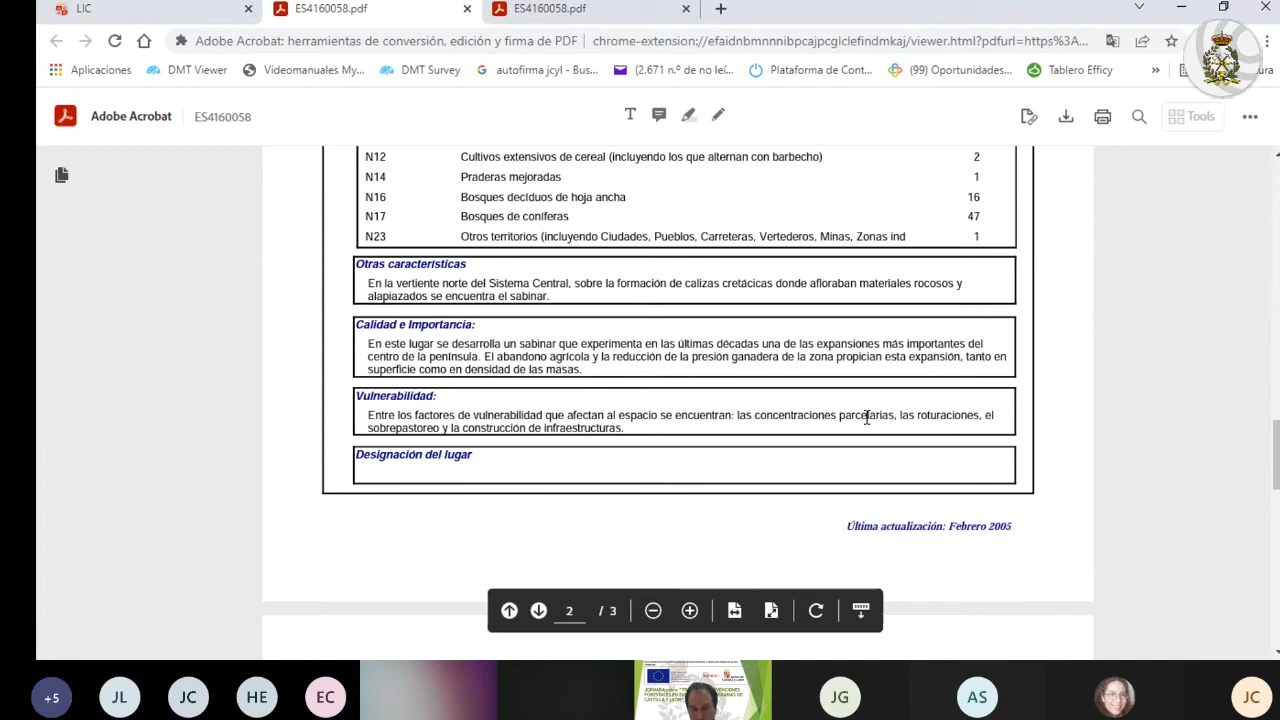 LIC
ES4160058.pdf
ES4160058.pdf
Adobe Acrobat: herramientas de conversión, edición y firma de PDF | chrome-extension://efaidnbmnnnibpcajpcglclefindmkaj/viewer.html?pdfurl=https%3A...
Aplicaciones
DMT Viewer
Videomanuales My...
DMT Survey
autofirma jcyl - Bus...
(2.671 n.º de no leí...
Plataforma de Cont...
(99) Oportunidades...
Tablero Efficy
»
Adobe Acrobat
ES4160058
Tools
N12 Cultivos extensivos de cereal (incluyendo los que alternan con barbecho) 2
N14 Praderas mejoradas 1
N16 Bosques decíduos de hoja ancha 16
N17 Bosques de coníferas 47
N23 Otros territorios (incluyendo Ciudades, Pueblos, Carreteras, Vertederos, Minas, Zonas ind 1
Otras características
En la vertiente norte del Sistema Central, sobre la formación de calizas cretácicas donde afloraban materiales rocosos y
alapiazados se encuentra el sabinar.
Calidad e Importancia:
En este lugar se desarrolla un sabinar que experimenta en las últimas décadas una de las expansiones más importantes del
centro de la península. El abandono agrícola y la reducción de la presión ganadera de la zona propician esta expansión, tanto en
superficie como en densidad de las masas.
Vulnerabilidad:
Entre los factores de vulnerabilidad que afectan al espacio se encuentran: las concentraciones parcelarias, las roturaciones, el
sobrepastoreo y la construcción de infraestructuras.
Designación del lugar
Última actualización: Febrero 2005
2 / 3
+5
JL
JC
HE
EC
FORESTALES EN
CASTILLA Y LEÓN
JG
AS
JC